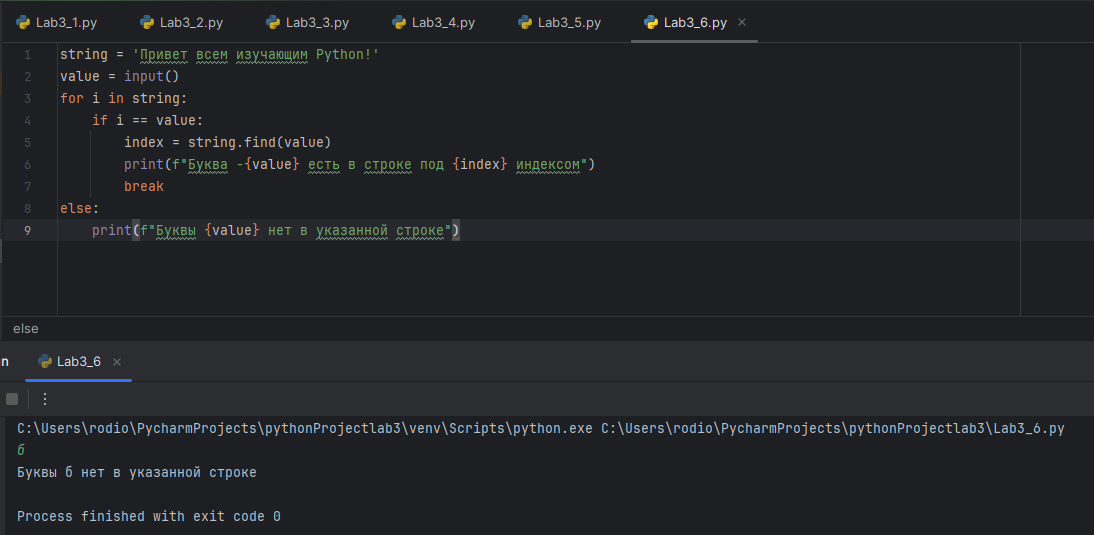 Lab3_1.py Lab3_2.py Lab3_3.py Lab3_4.py Lab3_5.py Lab3_6.py
1 string = 'Привет всем изучающим Python!'
2 value = input()
3 for i in string:
4 if i == value:
5 index = string.find(value)
6 print(f"Буква -{value} есть в строке под {index} индексом")
7 break
8 else:
9 print(f"Буквы {value} нет в указанной строке")
else
n Lab3_6
C:\Users\rodio\PycharmProjects\pythonProjectlab3\venv\Scripts\python.exe C:\Users\rodio\PycharmProjects\pythonProjectlab3\Lab3_6.py
б
Буквы б нет в указанной строке
Process finished with exit code 0